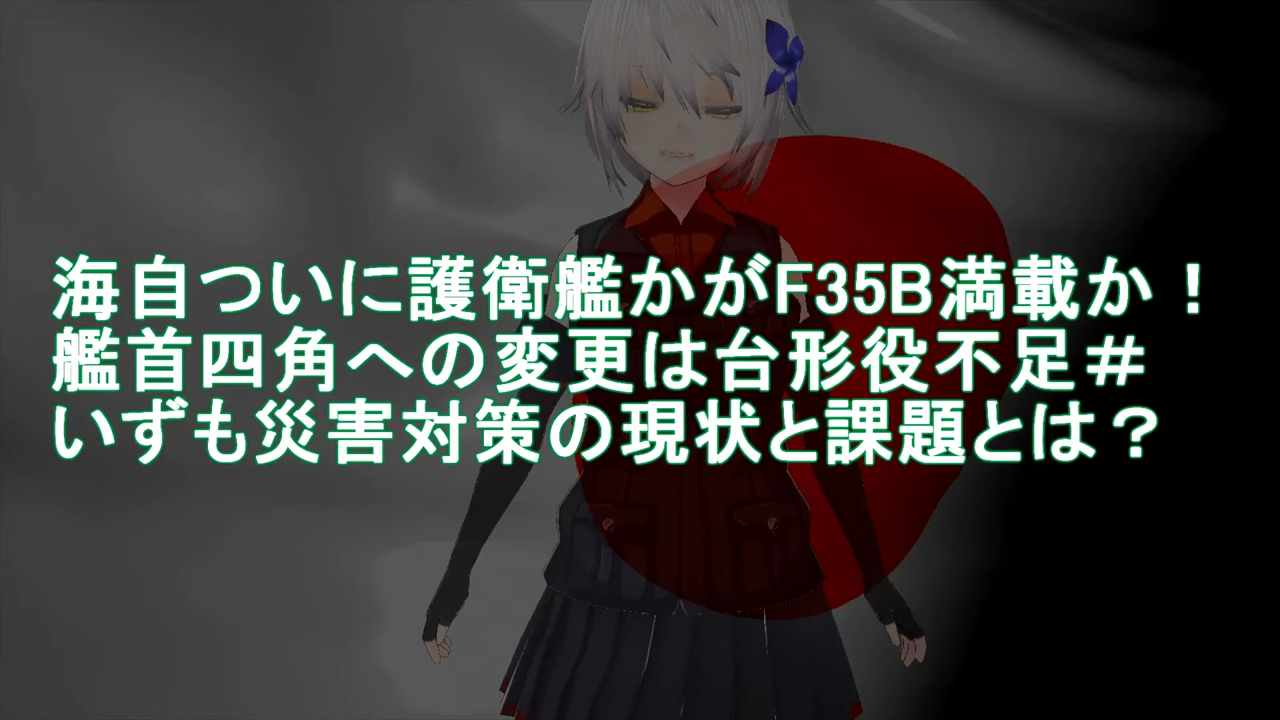 海自ついに護衛艦かがF35B満載か！
艦首四角への変更は台形役不足＃
いずも災害対策の現状と課題とは？